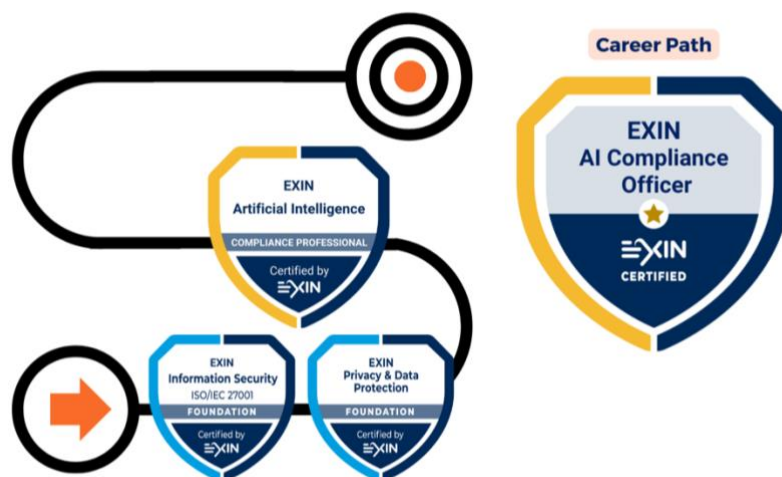 Career Path
EXIN
AI Compliance
Officer
EXIN
CERTIFIED
EXIN
Artificial Intelligence
COMPLIANCE PROFESSIONAL
Certified by
EXIN
EXIN
Information Security
ISO/IEC 27001
FOUNDATION
Certified by
EXIN
EXIN
Privacy & Data
Protection
FOUNDATION
Certified by
EXIN